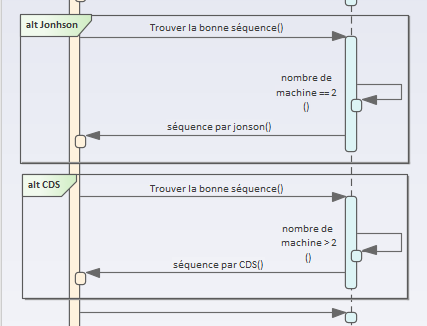 alt Jonhson
Trouver la bonne séquence()
nombre de
machine == 2
()
séquence par jonson()
alt CDS
Trouver la bonne séquence()
nombre de
machine > 2
()
séquence par CDS()